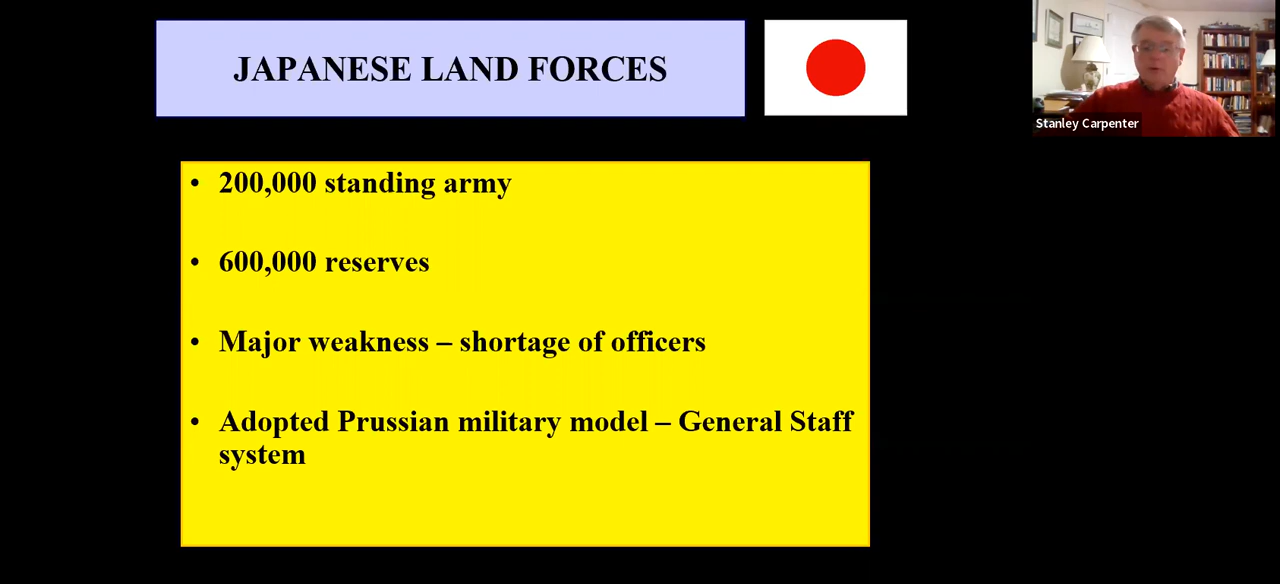 JAPANESE LAND FORCES
Stanley Carpenter
• 200,000 standing army
• 600,000 reserves
• Major weakness – shortage of officers
• Adopted Prussian military model – General Staff
system